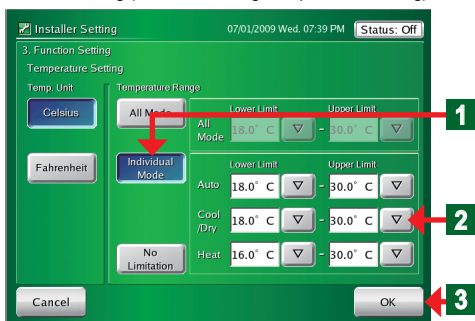 Installer Setting 07/01/2009 Wed. 07:39 PM Status: Off
3. Function Setting
Temperature Setting
Temp. Unit
Celsius
Fahrenheit
Temperature Range
All Mode
Individual
Mode
No
Limitation
Lower Limit Upper Limit
All
Mode 18.0° C ▽ - 30.0° C ▽
Lower Limit Upper Limit
Auto 18.0° C ▽ - 30.0° C ▽
Cool
/Dry 18.0° C ▽ - 30.0° C ▽
Heat 16.0° C ▽ - 30.0° C ▽
Cancel OK
1
2
3